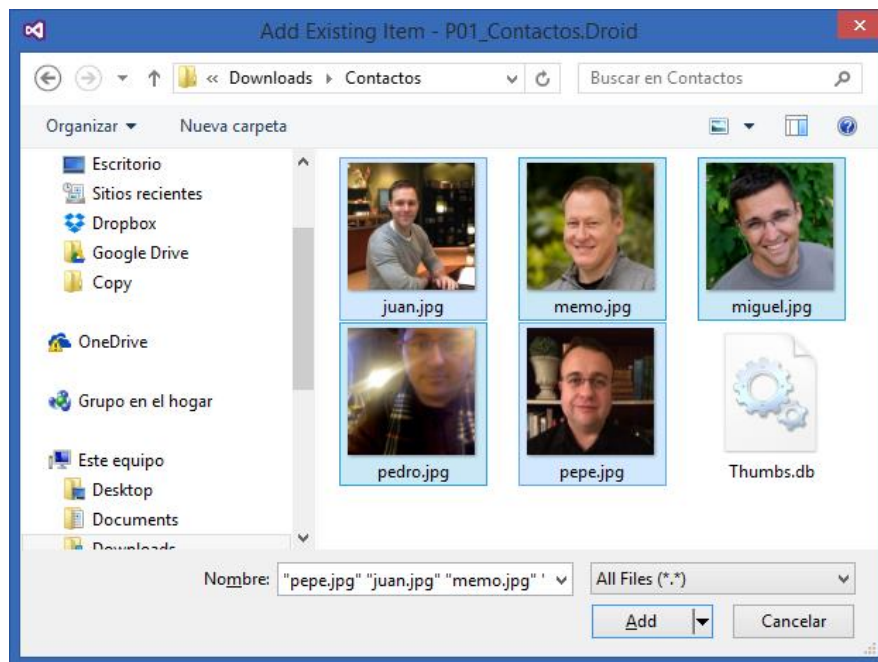 Add Existing Item - P01_Contactos.Droid
« Downloads Contactos
Buscar en Contactos
Organizar
Nueva carpeta
Escritorio
Sitios recientes
Dropbox
Google Drive
Copy
OneDrive
Grupo en el hogar
Este equipo
Desktop
Documents
Downloads
juan.jpg
memo.jpg
miguel.jpg
pedro.jpg
pepe.jpg
Thumbs.db
Nombre: "pepe.jpg" "juan.jpg" "memo.jpg" "
All Files (*.*)
Add
Cancelar